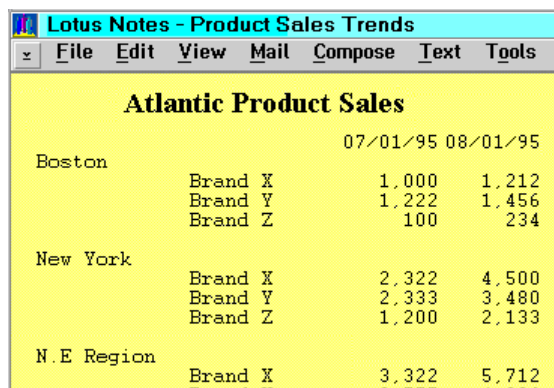 Lotus Notes - Product Sales Trends
File Edit View Mail Compose Text Tools
Atlantic Product Sales
07/01/95 08/01/95
Boston
Brand X 1,000 1,212
Brand Y 1,222 1,456
Brand Z 100 234
New York
Brand X 2,322 4,500
Brand Y 2,333 3,480
Brand Z 1,200 2,133
N.E Region
Brand X 3,322 5,712